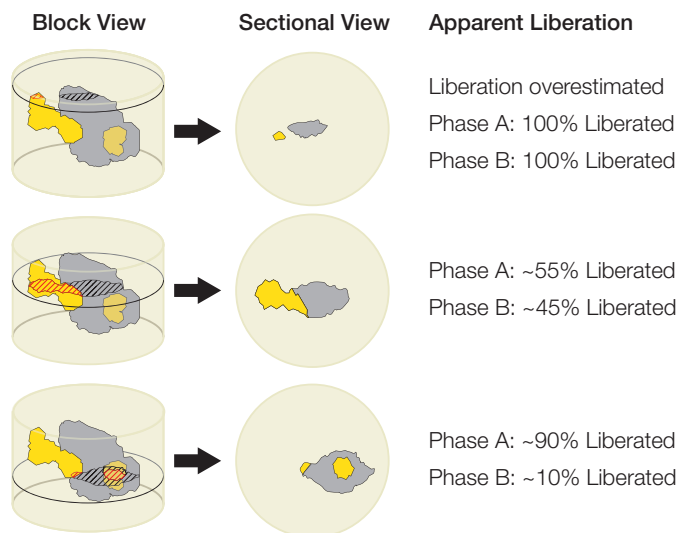 Block View
Sectional View
Apparent Liberation
Liberation overestimated
Phase A: 100% Liberated
Phase B: 100% Liberated
Phase A: ~55% Liberated
Phase B: ~45% Liberated
Phase A: ~90% Liberated
Phase B: ~10% Liberated